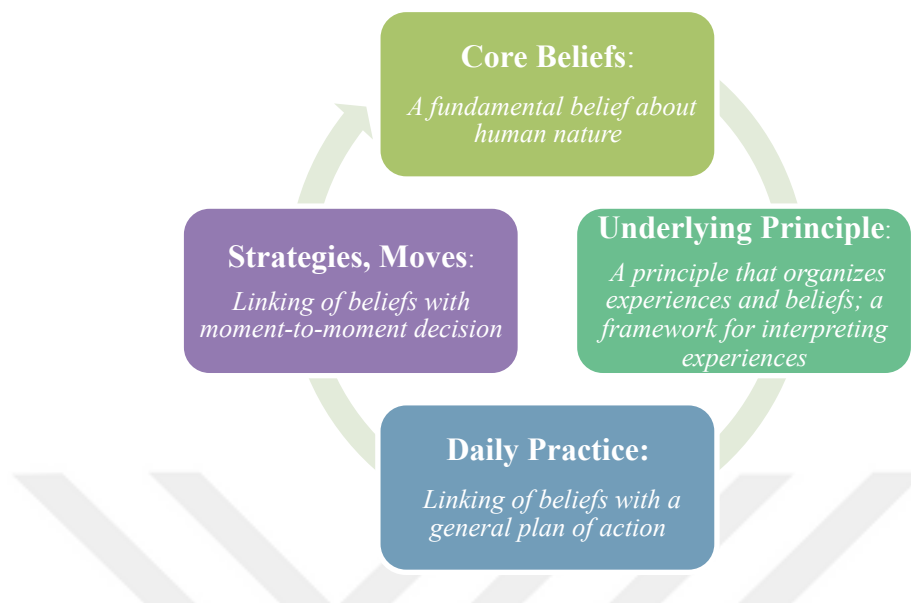 Core Beliefs:
A fundamental belief about
human nature
Underlying Principle:
A principle that organizes
experiences and beliefs; a
framework for interpreting
experiences
Daily Practice:
Linking of beliefs with a
general plan of action
Strategies, Moves:
Linking of beliefs with
moment-to-moment decision